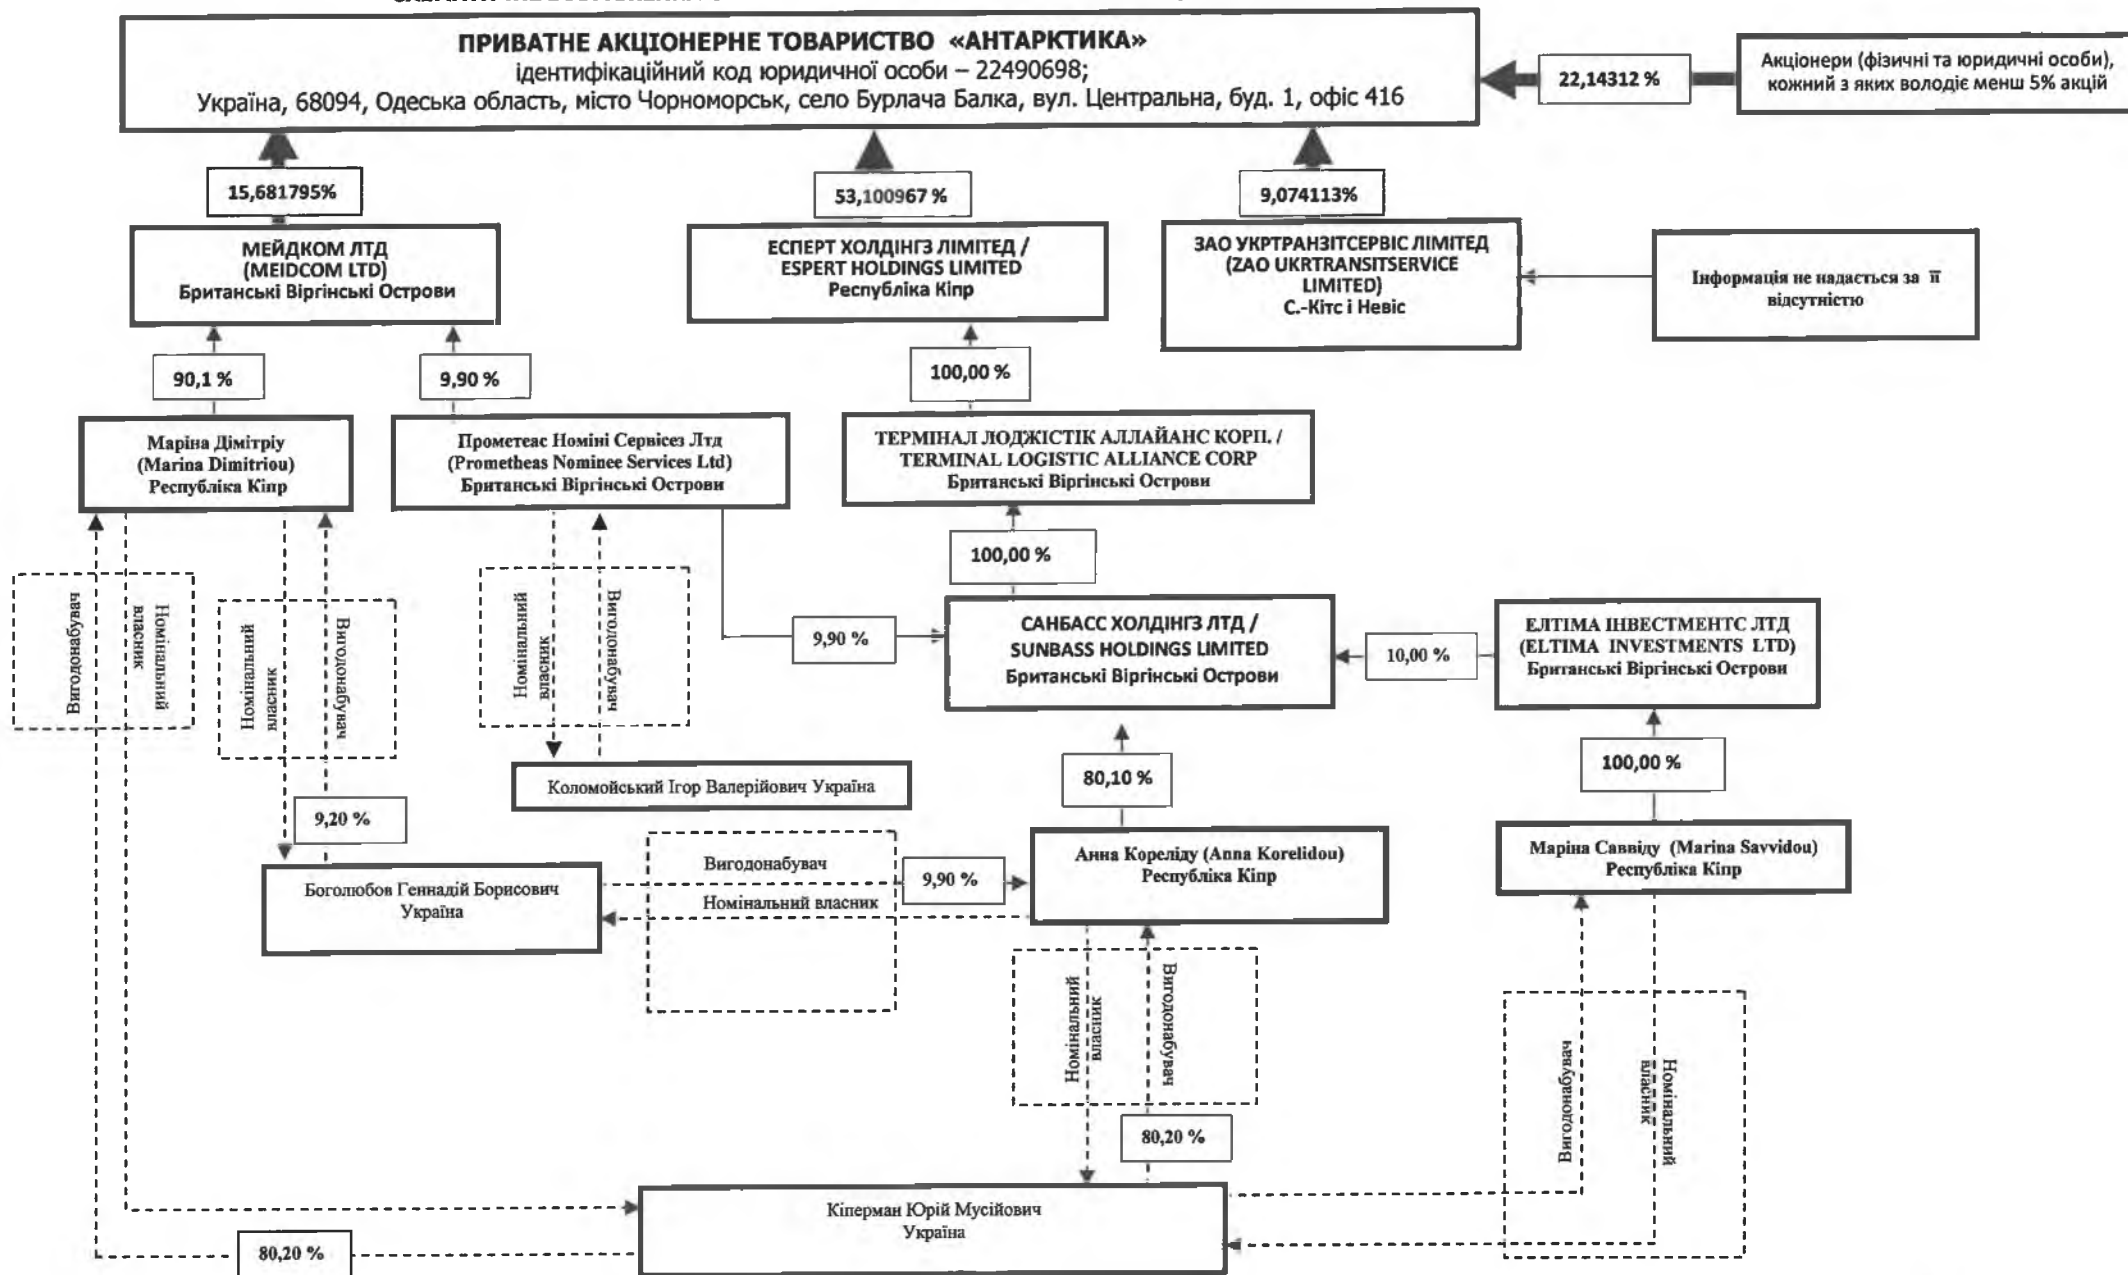 ПРИВАТНЕ АКЦІОНЕРНЕ ТОВАРИСТВО «АНТАРКТИКА»
ідентифікаційний код юридичної особи – 22490698;
Україна, 68094, Одеська область, місто Чорноморськ, село Бурлача Балка, вул. Центральна, буд. 1, офіс 416
22,14312 %
Акціонери (фізичні та юридичні особи),
кожний з яких володіє менш 5% акцій
15,681795%
53,100967 %
9,074113%
МЕЙДКОМ ЛТД
(MEIDCOM LTD)
Британські Віргінські Острови
ЕСПЕРТ ХОЛДІНГЗ ЛІМІТЕД /
ESPERT HOLDINGS LIMITED
Республіка Кіпр
ЗАО УКРТРАНЗІТСЕРВІС ЛІМІТЕД
(ZAO UKRTRANSITSERVICE
LIMITED)
С.-Кітс і Невіс
Інформація не надається за її
відсутністю
90,1 %
9,90 %
100,00 %
Маріна Дімітріу
(Marina Dimitriou)
Республіка Кіпр
Прометеас Номіні Сервісез Лтд
(Prometheas Nominee Services Ltd)
Британські Віргінські Острови
ТЕРМІНАЛ ЛОДЖІСТІК АЛЛАЙАНС КОРП. /
TERMINAL LOGISTIC ALLIANCE CORP
Британські Віргінські Острови
100,00 %
Вигодонабувач
Номінальний
власник
Номінальний
власник
Вигодонабувач
Номінальний
власник
Вигодонабувач
9,90 %
САНБАСС ХОЛДІНГЗ ЛТД /
SUNBASS HOLDINGS LIMITED
Британські Віргінські Острови
10,00 %
ЕЛТІМА ІНВЕСТМЕНТС ЛТД
(ELTIMA INVESTMENTS LTD)
Британські Віргінські Острови
80,10 %
100,00 %
Коломойський Ігор Валерійович Україна
9,20 %
Боголюбов Геннадій Борисович
Україна
Вигодонабувач
9,90 %
Номінальний власник
Анна Кореліду (Anna Korelidou)
Республіка Кіпр
Маріна Саввіду (Marina Savvidou)
Республіка Кіпр
Номінальний
власник
Вигодонабувач
Вигодонабувач
Номінальний
власник
80,20 %
Кіперман Юрій Мусійович
Україна
80,20 %